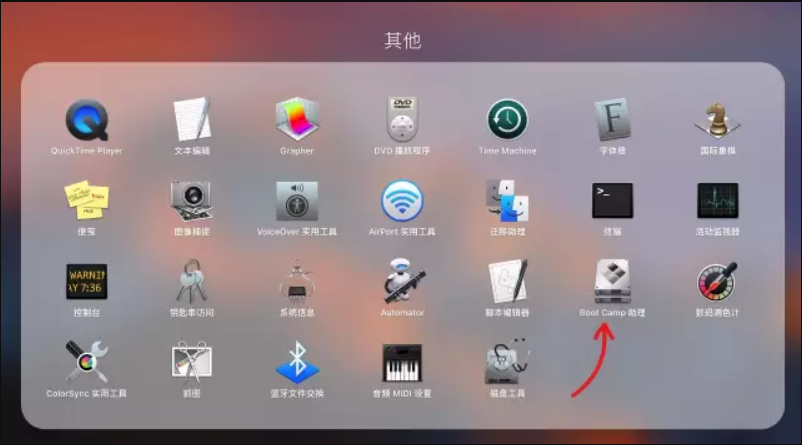 其他
QuickTime Player
文本编辑
Grapher
DVD 播放程序
Time Machine
字体册
国际象棋
便笺
图像捕捉
VoiceOver 实用工具
AirPort 实用工具
迁移助理
终端
活动监视器
WARNIN
AY 7:36
控制台
钥匙串访问
系统信息
Automator
脚本编辑器
Boot Camp 助理
数码测色计
ColorSync 实用工具
抓图
蓝牙文件交换
音频 MIDI 设置
磁盘工具